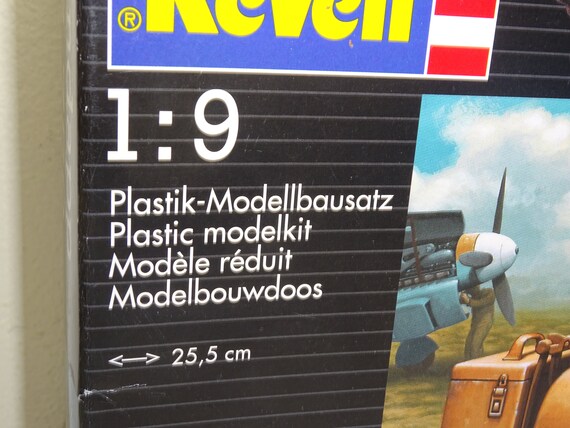 Revell
®
1:9
Plastik-Modellbausatz
Plastic modelkit
Modèle réduit
Modelbouwdoos
25,5 cm